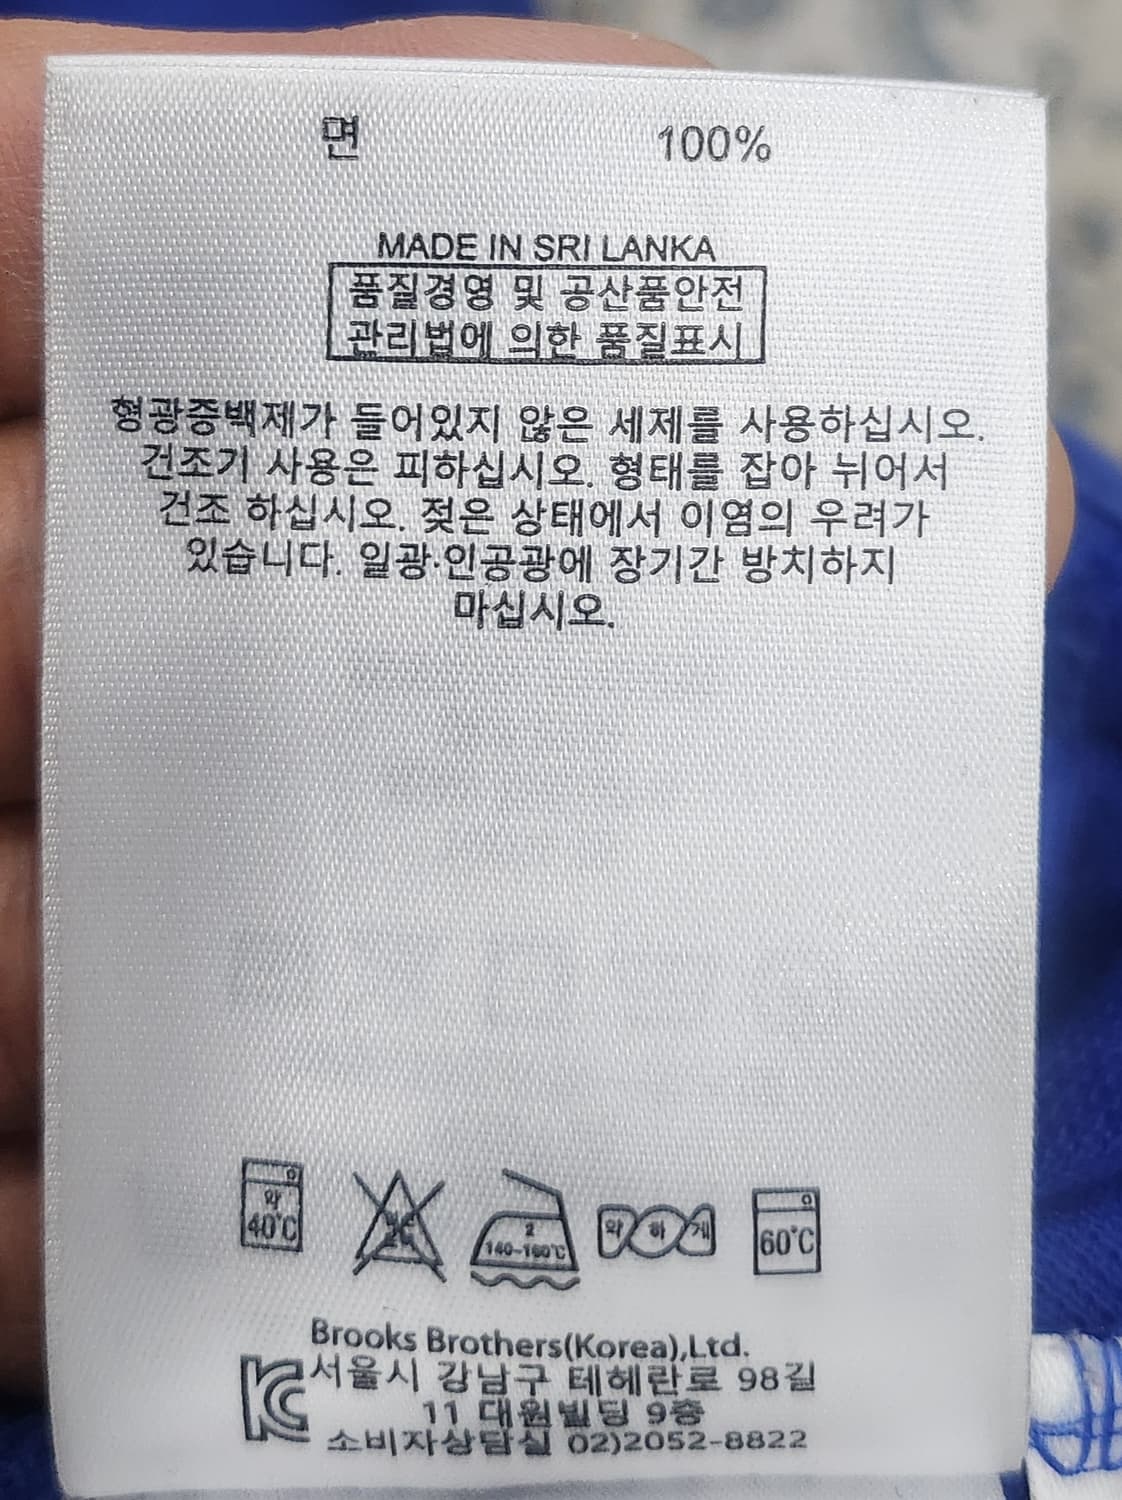 면 100%
MADE IN SRI LANKA
품질경영 및 공산품안전
관리법에 의한 품질표시
형광증백제가 들어있지 않은 세제를 사용하십시오.
건조기 사용은 피하십시오. 형태를 잡아 뉘어서
건조 하십시오. 젖은 상태에서 이염의 우려가
있습니다. 일광·인공광에 장기간 방치하지
마십시오.
약 2 약 하 게
40°C 140-160°C 60°C
Brooks Brothers(Korea),Ltd.
서울시 강남구 테헤란로 98길
11 대원빌딩 9층
소비자상담실 02)2052-8822